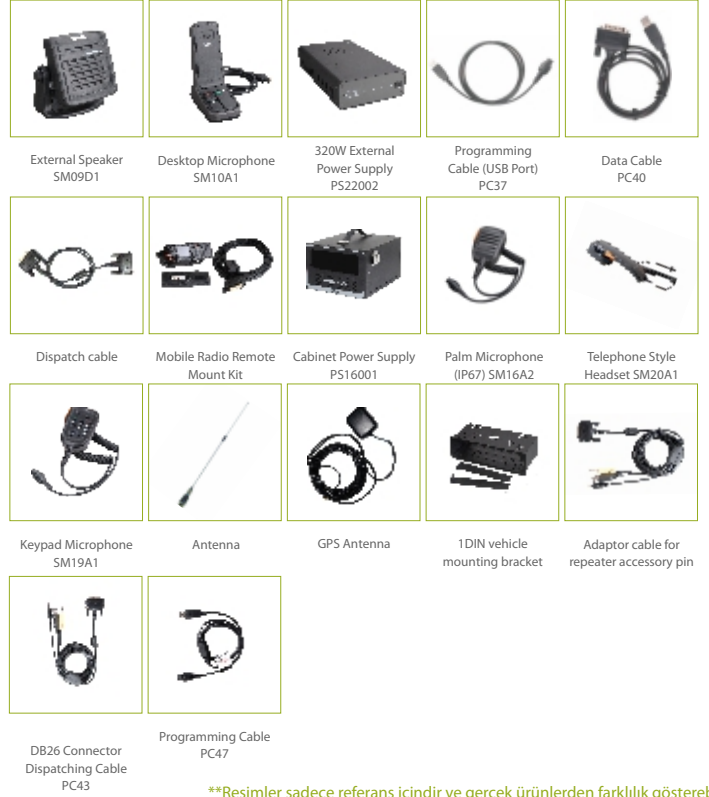 External Speaker
SM09D1
Desktop Microphone
SM10A1
320W External
Power Supply
PS22002
Programming
Cable (USB Port)
PC37
Data Cable
PC40
Dispatch cable
Mobile Radio Remote
Mount Kit
Cabinet Power Supply
PS16001
Palm Microphone
(IP67) SM16A2
Telephone Style
Headset SM20A1
Keypad Microphone
SM19A1
Antenna
GPS Antenna
1DIN vehicle
mounting bracket
Adaptor cable for
repeater accessory pin
DB26 Connector
Dispatching Cable
PC43
Programming Cable
PC47
**Resimler sadece referans içindir ve gerçek ürünlerden farklılık